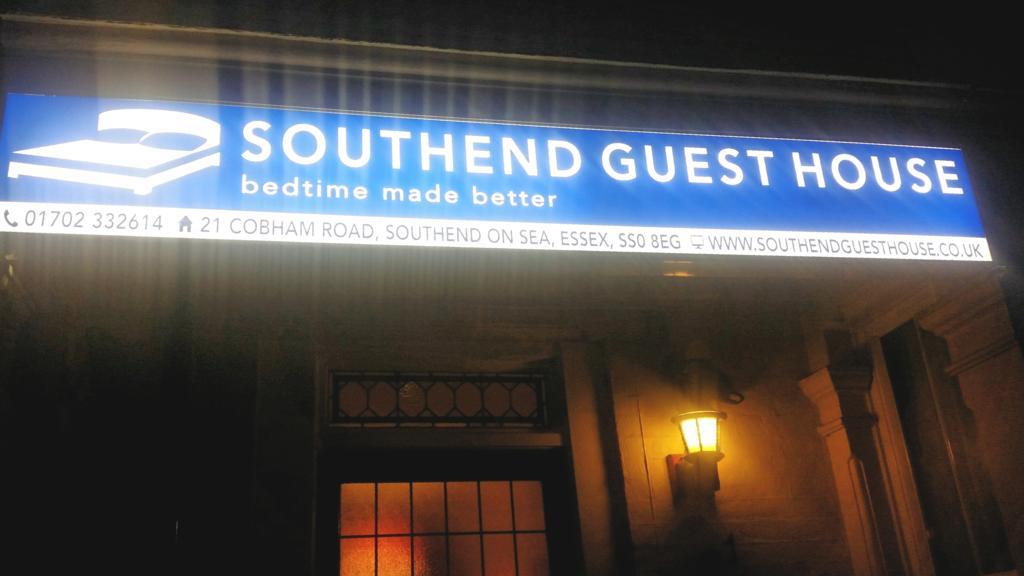 SOUTHEND GUEST HOUSE
bedtime made better
01702 332614 21 COBHAM ROAD, SOUTHEND ON SEA, ESSEX, SS0 8EG WWW.SOUTHENDGUESTHOUSE.CO.UK